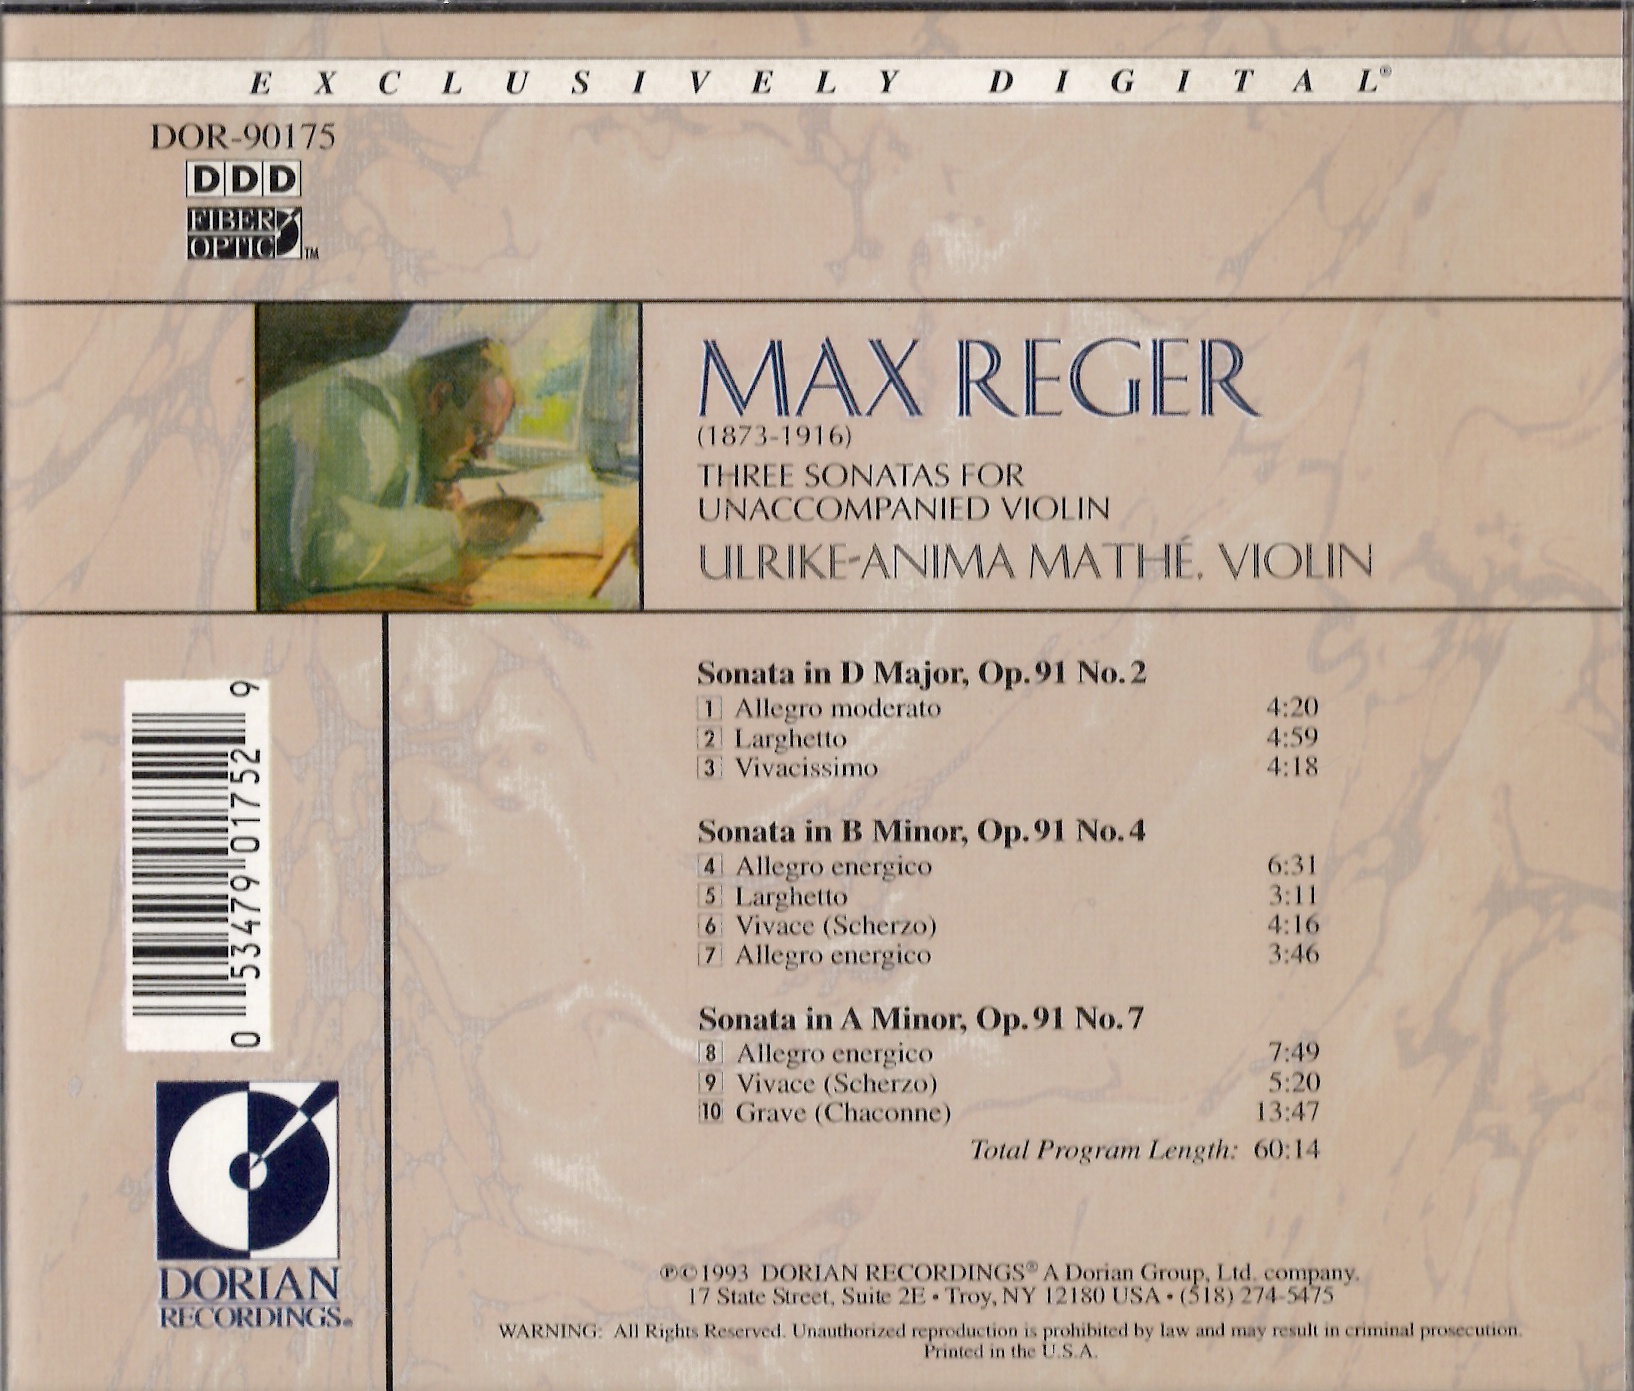 EXCLUSIVELY DIGITAL®
DOR-90175
DDD
FIBER
OPTIC™
MAX REGER
(1873-1916)
THREE SONATAS FOR
UNACCOMPANIED VIOLIN
ULRIKE-ANIMA MATHÉ, VIOLIN
Sonata in D Major, Op. 91 No. 2
1 Allegro moderato 4:20
2 Larghetto 4:59
3 Vivacissimo 4:18
Sonata in B Minor, Op. 91 No. 4
4 Allegro energico 6:31
5 Larghetto 3:11
6 Vivace (Scherzo) 4:16
7 Allegro energico 3:46
Sonata in A Minor, Op. 91 No. 7
8 Allegro energico 7:49
9 Vivace (Scherzo) 5:20
10 Grave (Chaconne) 13:47
Total Program Length: 60:14
0 53479 01752 9
DORIAN
RECORDINGS®
℗©1993 DORIAN RECORDINGS® A Dorian Group, Ltd. company.
17 State Street, Suite 2E • Troy, NY 12180 USA • (518) 274-5475
WARNING: All Rights Reserved. Unauthorized reproduction is prohibited by law and may result in criminal prosecution.
Printed in the U.S.A.